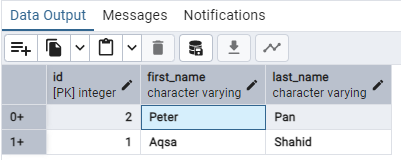 Data Output Messages Notifications
id first_name last_name
[PK] integer character varying character varying
0+ 2 Peter Pan
1+ 1 Aqsa Shahid